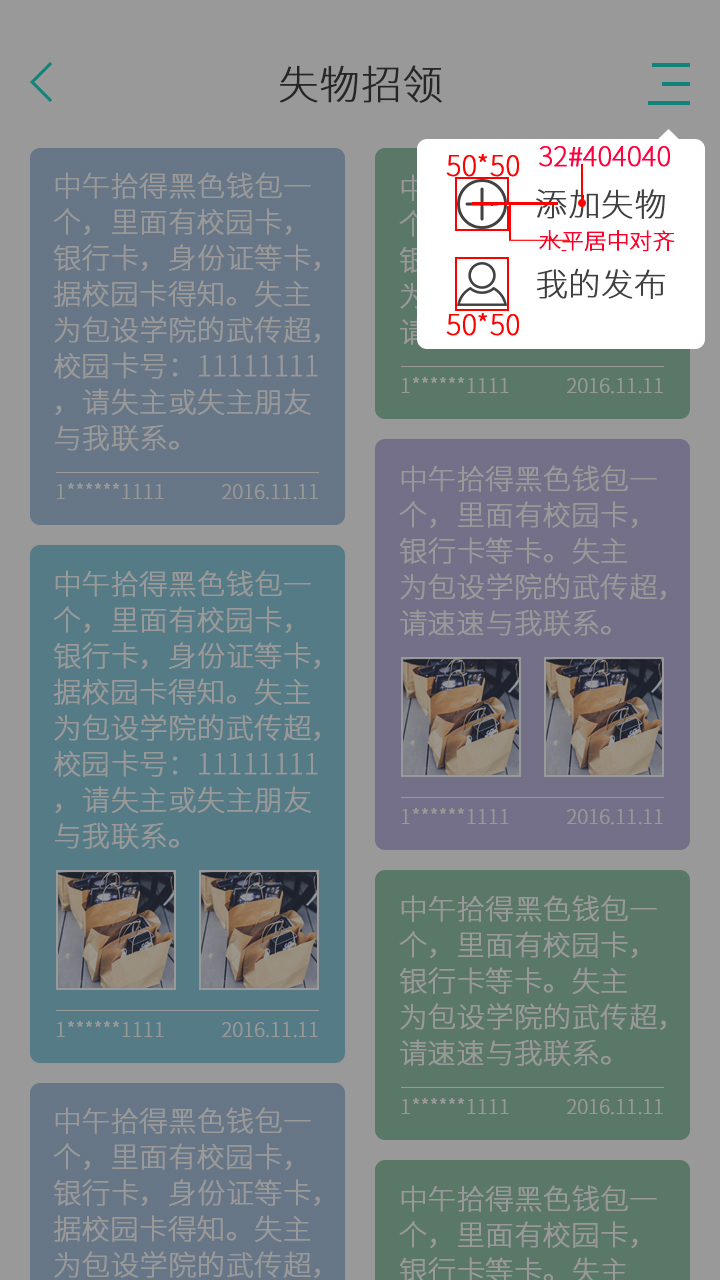 失物招领
中午拾得黑色钱包一
个，里面有校园卡，
银行卡，身份证等卡，
据校园卡得知。失主
为包设学院的武传超，
校园卡号：11111111
，请失主或失主朋友
与我联系。
1******1111 2016.11.11
中午拾得黑色钱包一
个，里面有校园卡，
银行卡，身份证等卡，
据校园卡得知。失主
为包设学院的武传超，
校园卡号：11111111
，请失主或失主朋友
与我联系。
1******1111 2016.11.11
中午拾得黑色钱包一
个，里面有校园卡，
银行卡，身份证等卡，
据校园卡得知。失主
为包设学院的武传超，
50*50
32#404040
添加失物
水平居中对齐
我的发布
50*50
中
个
银
为
请
1******1111 2016.11.11
中午拾得黑色钱包一
个，里面有校园卡，
银行卡等卡。失主
为包设学院的武传超，
请速速与我联系。
1******1111 2016.11.11
中午拾得黑色钱包一
个，里面有校园卡，
银行卡等卡。失主
为包设学院的武传超，
请速速与我联系。
1******1111 2016.11.11
中午拾得黑色钱包一
个，里面有校园卡，
银行卡等卡。失主